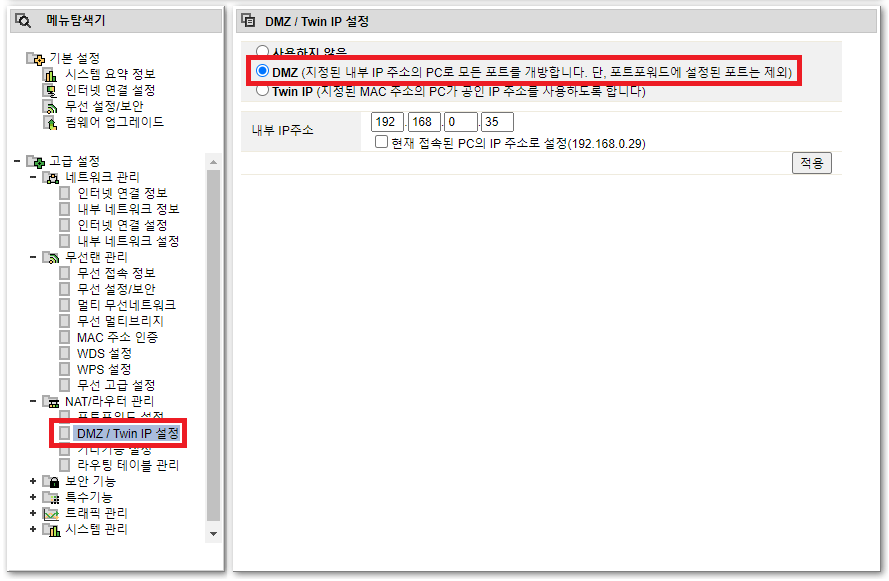 메뉴탐색기
기본 설정
시스템 요약 정보
인터넷 연결 설정
무선 설정/보안
펌웨어 업그레이드
고급 설정
네트워크 관리
인터넷 연결 정보
내부 네트워크 정보
인터넷 연결 설정
내부 네트워크 설정
무선랜 관리
무선 접속 정보
무선 설정/보안
멀티 무선네트워크
무선 멀티브리지
MAC 주소 인증
WDS 설정
WPS 설정
무선 고급 설정
NAT/라우터 관리
포트포워드 설정
DMZ / Twin IP 설정
설정
라우팅 테이블 관리
보안 기능
특수기능
트래픽 관리
시스템 관리
DMZ / Twin IP 설정
사용하지 않음
DMZ (지정된 내부 IP 주소의 PC로 모든 포트를 개방합니다. 단, 포트포워드에 설정된 포트는 제외)
Twin IP (지정된 MAC 주소의 PC가 공인 IP 주소를 사용하도록 합니다)
내부 IP주소
192 . 168 . 0 . 35
현재 접속된 PC의 IP 주소로 설정(192.168.0.29)
적용